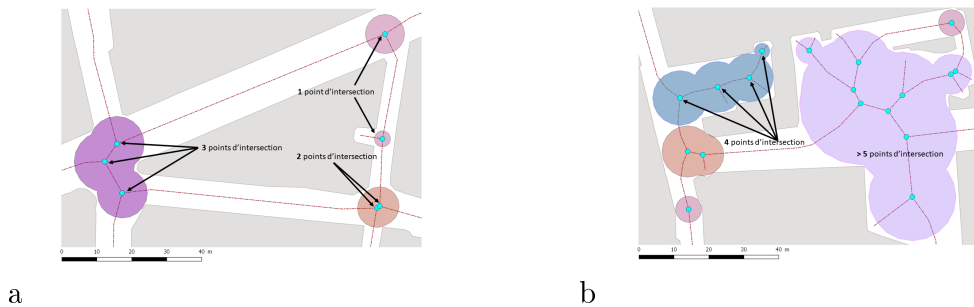 1 point d'intersection
3 points d'intersection
2 points d'intersection
0 10 20 30 40 m
a
4 points d'intersection
> 5 points d'intersection
0 10 20 30 40 m
b